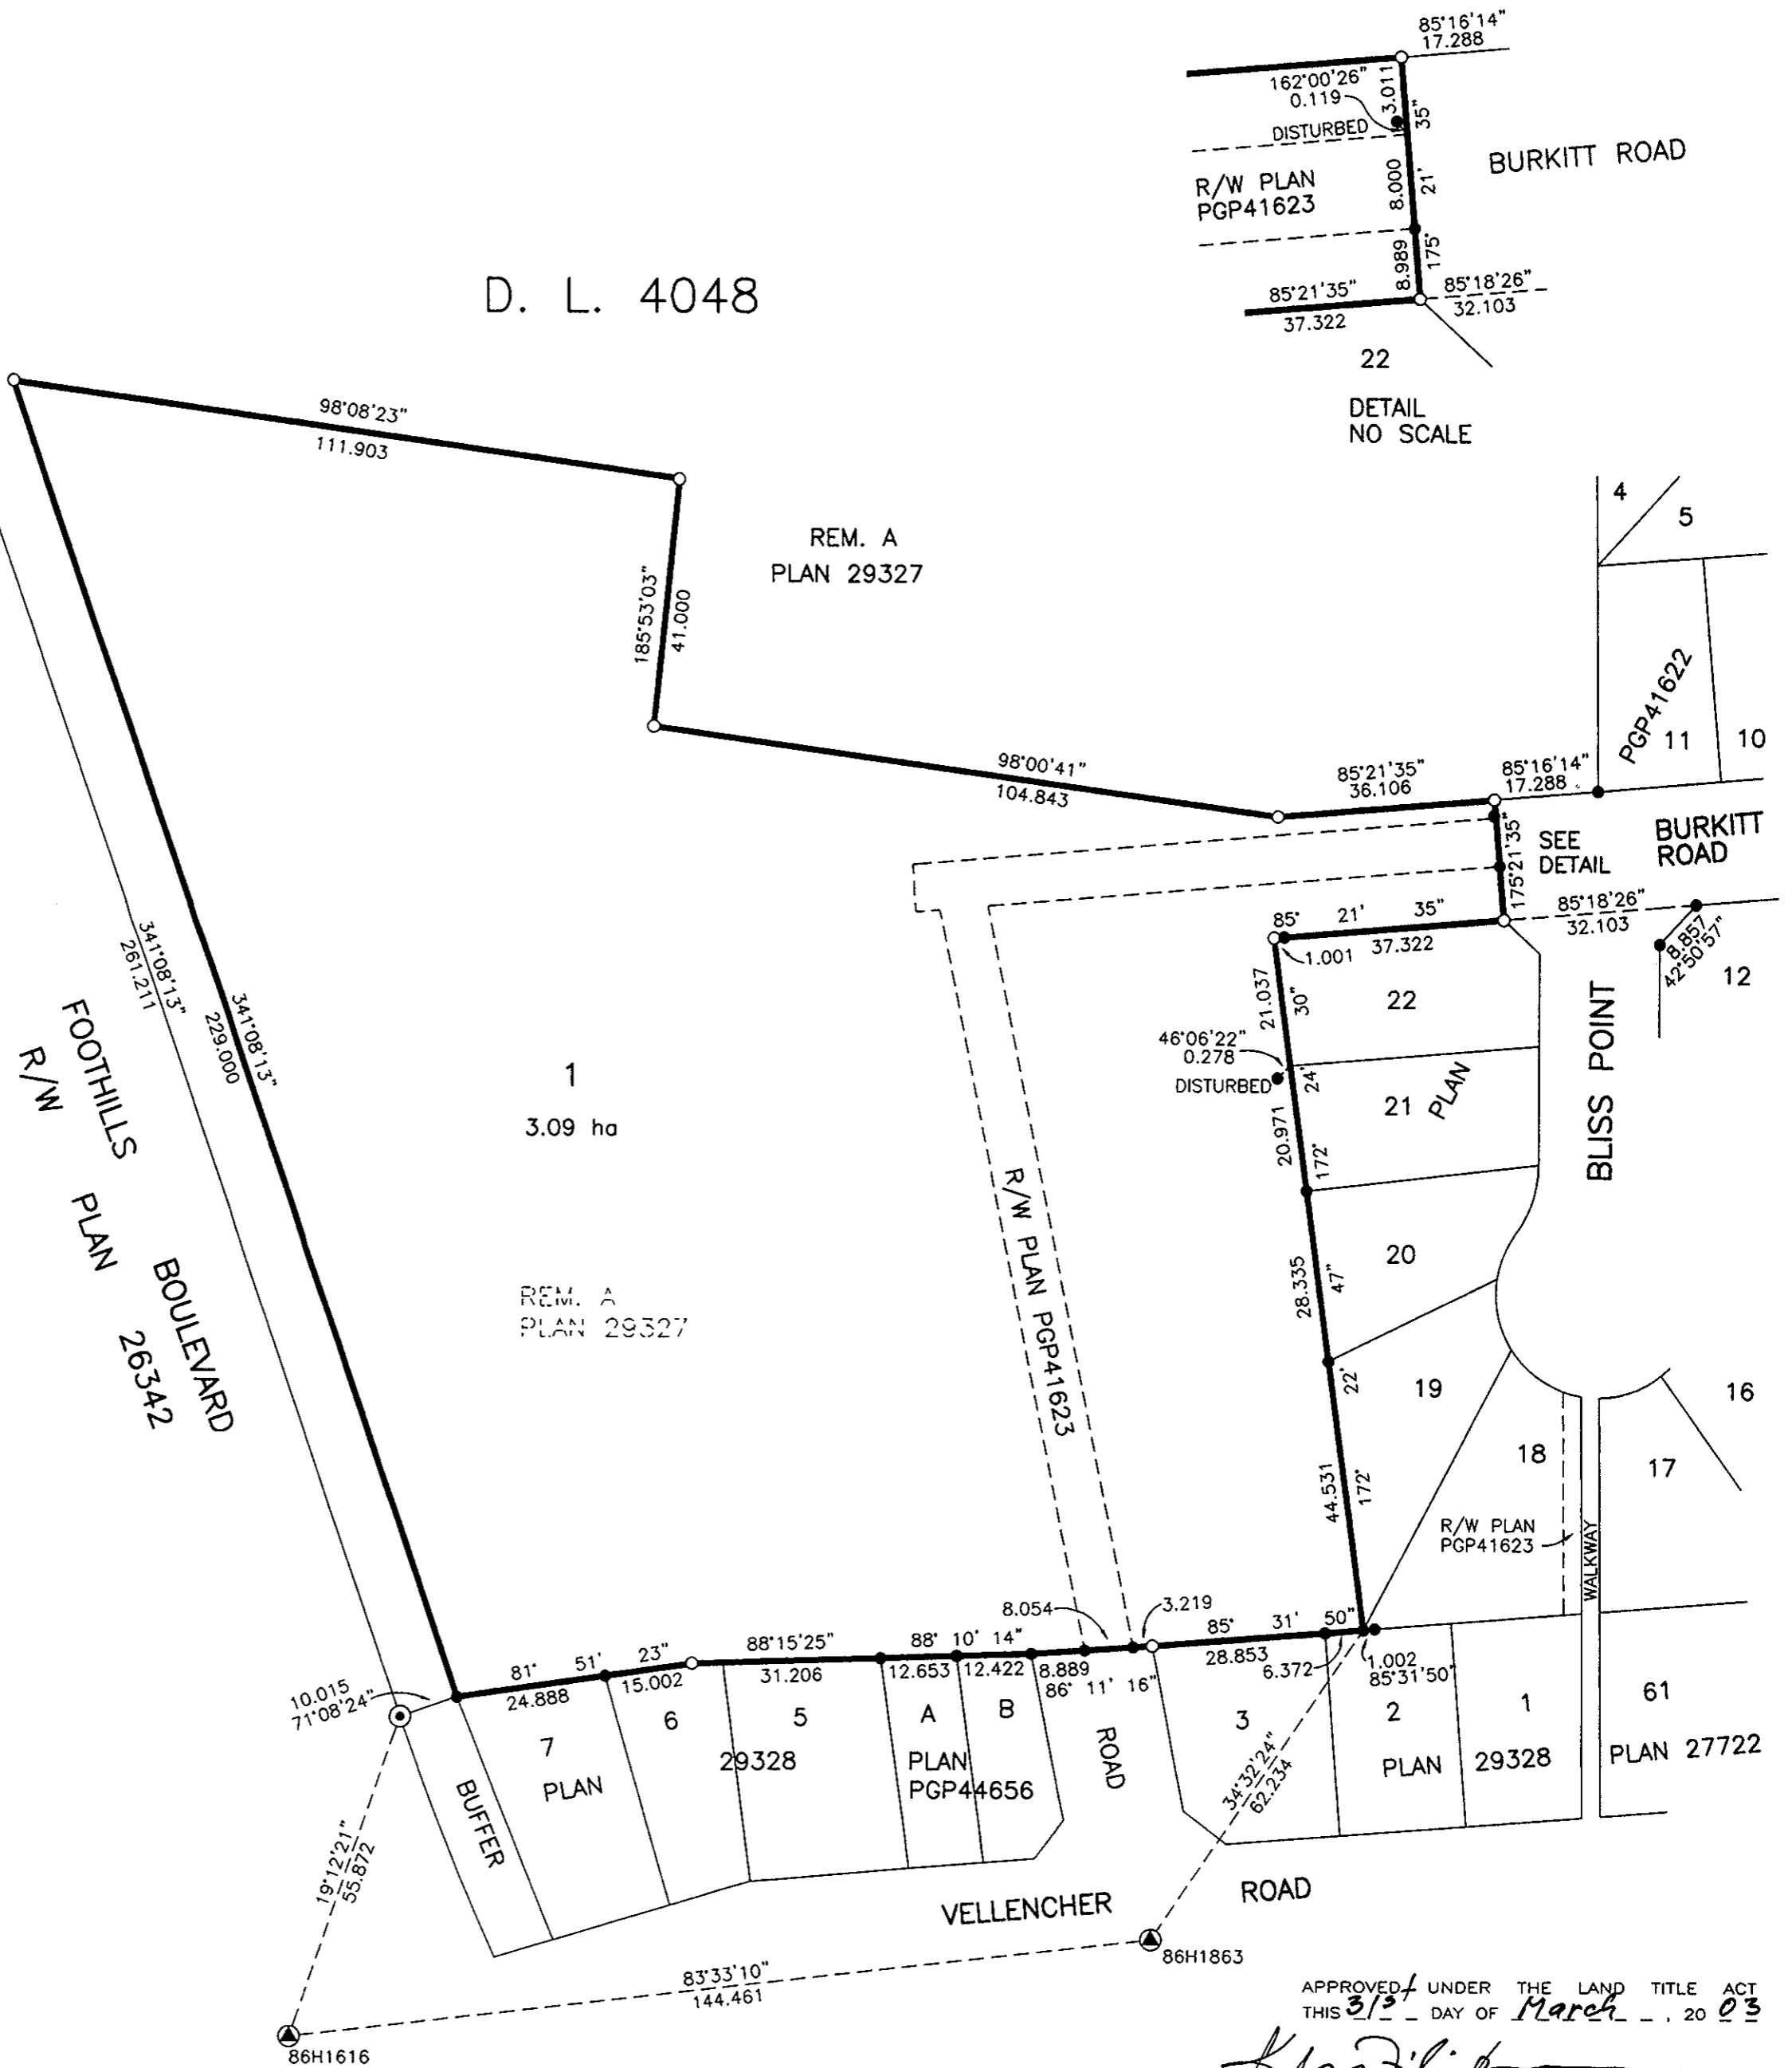 85°16'14"
17.288
162°00'26"
0.119
3.011
35"
DISTURBED
BURKITT ROAD
R/W PLAN
PGP41623
8.000
21'
8.989
175°
85°21'35"
37.322
85°18'26"
32.103
22
DETAIL
NO SCALE
D. L. 4048
98°08'23"
111.903
REM. A
PLAN 29327
185°53'03"
41.000
4
5
PGP41622
11
10
98°00'41"
104.843
85°21'35"
36.106
85°16'14"
17.288
SEE
DETAIL
BURKITT
ROAD
175°21'35"
85° 21' 35"
1.001
37.322
85°18'26"
32.103
8.857
42°50'57"
12
341°08'13"
261.211
341°08'13"
229.000
FOOTHILLS BOULEVARD
R/W PLAN 26342
1
3.09 ha
REM. A
PLAN 29327
R/W PLAN PGP41623
21.037
30"
46°06'22"
0.278
DISTURBED
24'
20.971
172°
22
21
PLAN
BLISS POINT
28.335
47"
20
22'
19
44.531
172°
18
17
16
R/W PLAN
PGP41623
WALKWAY
8.054
3.219
81° 51' 23"
24.888
15.002
88°15'25"
31.206
88° 10' 14"
12.653
12.422
8.889
86° 11' 16"
85° 31' 50"
28.853
6.372
1.002
85°31'50"
10.015
71°08'24"
7
6
5
A
B
3
2
1
61
PLAN
29328
PLAN
PGP44656
ROAD
PLAN
29328
PLAN 27722
BUFFER
34°32'24"
62.234
19°12'21"
55.872
VELLENCHER ROAD
86H1863
83°33'10"
144.461
86H1616
APPROVED UNDER THE LAND TITLE ACT
THIS 31st DAY OF March, 20 03